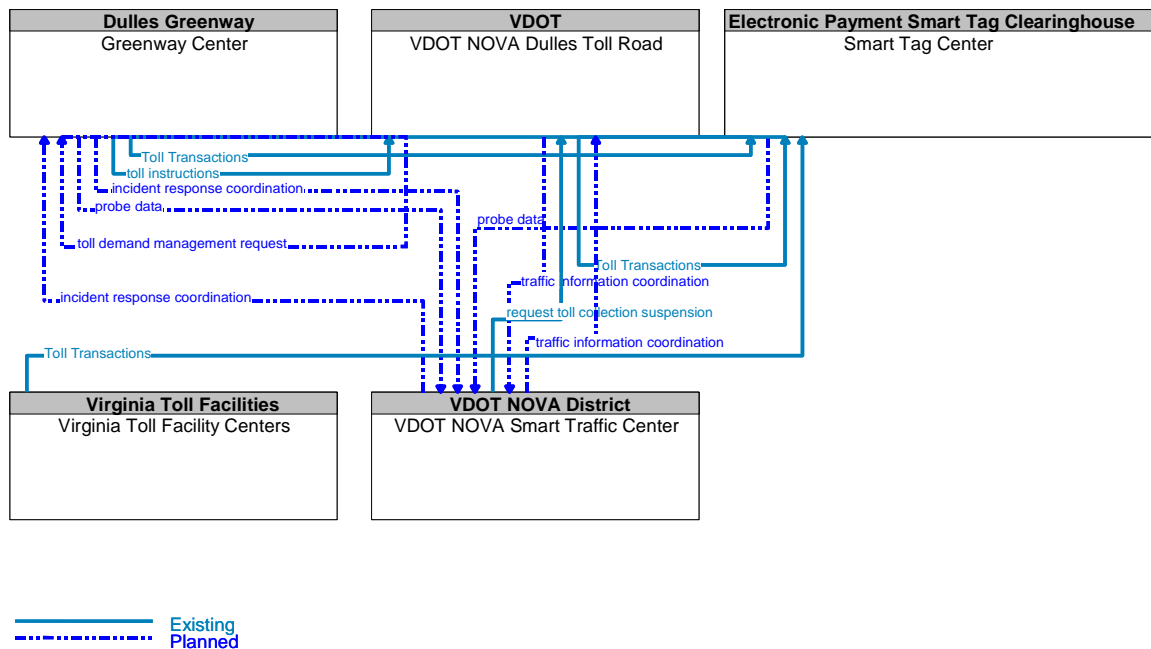 Dulles Greenway
Greenway Center
VDOT
VDOT NOVA Dulles Toll Road
Electronic Payment Smart Tag Clearinghouse
Smart Tag Center
Toll Transactions
toll instructions
incident response coordination
probe data
probe data
toll demand management request
Toll Transactions
traffic information coordination
incident response coordination
request toll collection suspension
traffic information coordination
Toll Transactions
Virginia Toll Facilities
Virginia Toll Facility Centers
VDOT NOVA District
VDOT NOVA Smart Traffic Center
Existing
Planned